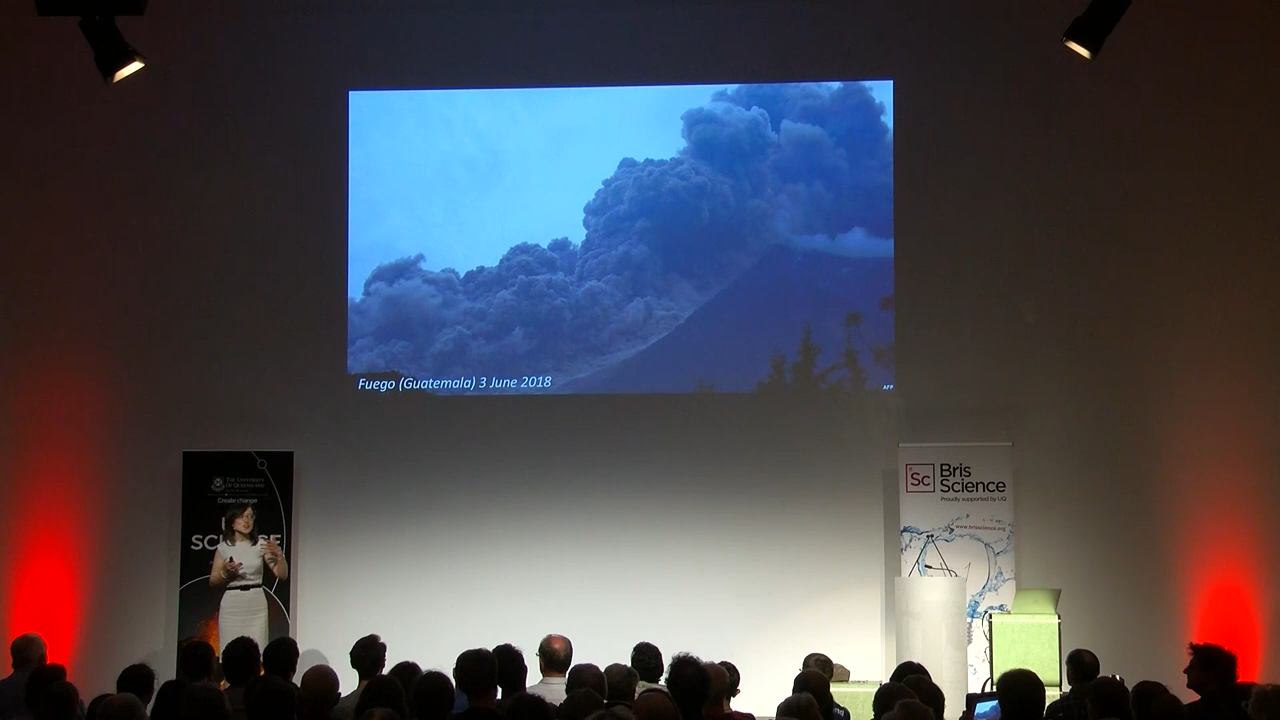 Fuego (Guatemala) 3 June 2018
AFP
THE UNIVERSITY
OF QUEENSLAND
Create change
Sc
Bris
Science
Proudly supported by UQ
www.brisscience.org